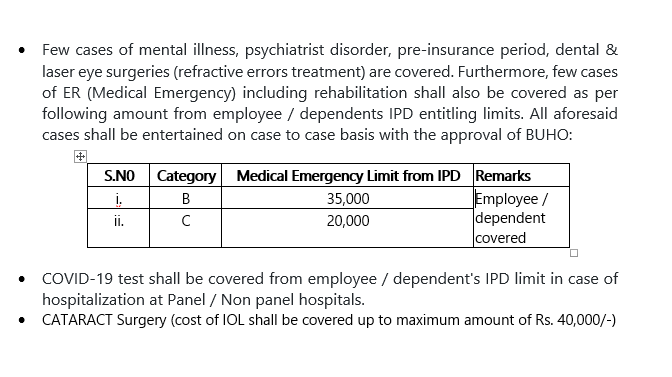 • Few cases of mental illness, psychiatrist disorder, pre-insurance period, dental &
laser eye surgeries (refractive errors treatment) are covered. Furthermore, few cases
of ER (Medical Emergency) including rehabilitation shall also be covered as per
following amount from employee / dependents IPD entitling limits. All aforesaid
cases shall be entertained on case to case basis with the approval of BUHO:
S.N0 Category Medical Emergency Limit from IPD Remarks
i. B 35,000 Employee /
ii. C 20,000 dependent
covered
• COVID-19 test shall be covered from employee / dependent's IPD limit in case of
hospitalization at Panel / Non panel hospitals.
• CATARACT Surgery (cost of IOL shall be covered up to maximum amount of Rs. 40,000/-)